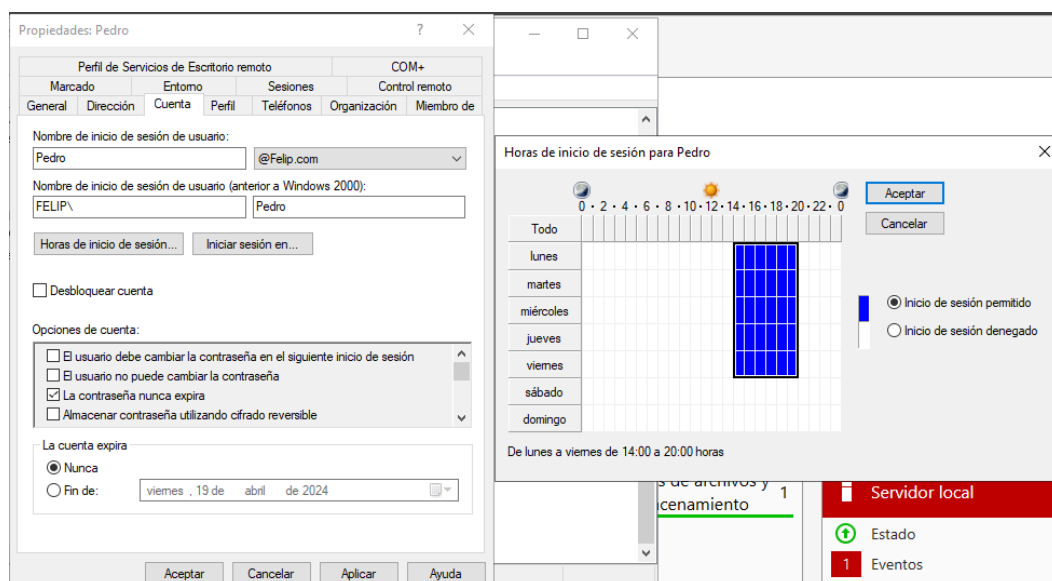 Propiedades: Pedro
?
Perfil de Servicios de Escritorio remoto
COM+
Marcado
Entorno
Sesiones
Control remoto
General
Dirección
Cuenta
Perfil
Teléfonos
Organización
Miembro de
Nombre de inicio de sesión de usuario:
Pedro
@Felip.com
Nombre de inicio de sesión de usuario (anterior a Windows 2000):
FELIP\
Pedro
Horas de inicio de sesión...
Iniciar sesión en...
Desbloquear cuenta
Opciones de cuenta:
El usuario debe cambiar la contraseña en el siguiente inicio de sesión
El usuario no puede cambiar la contraseña
La contraseña nunca expira
Almacenar contraseña utilizando cifrado reversible
La cuenta expira
Nunca
Fin de:
viernes , 19 de abril de 2024
Aceptar
Cancelar
Aplicar
Ayuda
Horas de inicio de sesión para Pedro
0 · 2 · 4 · 6 · 8 · 10 · 12 · 14 · 16 · 18 · 20 · 22 · 0
Todo
lunes
martes
miércoles
jueves
viernes
sábado
domingo
Aceptar
Cancelar
Inicio de sesión permitido
Inicio de sesión denegado
De lunes a viernes de 14:00 a 20:00 horas
s de archivos y
cenamiento
1
Servidor local
Estado
1
Eventos